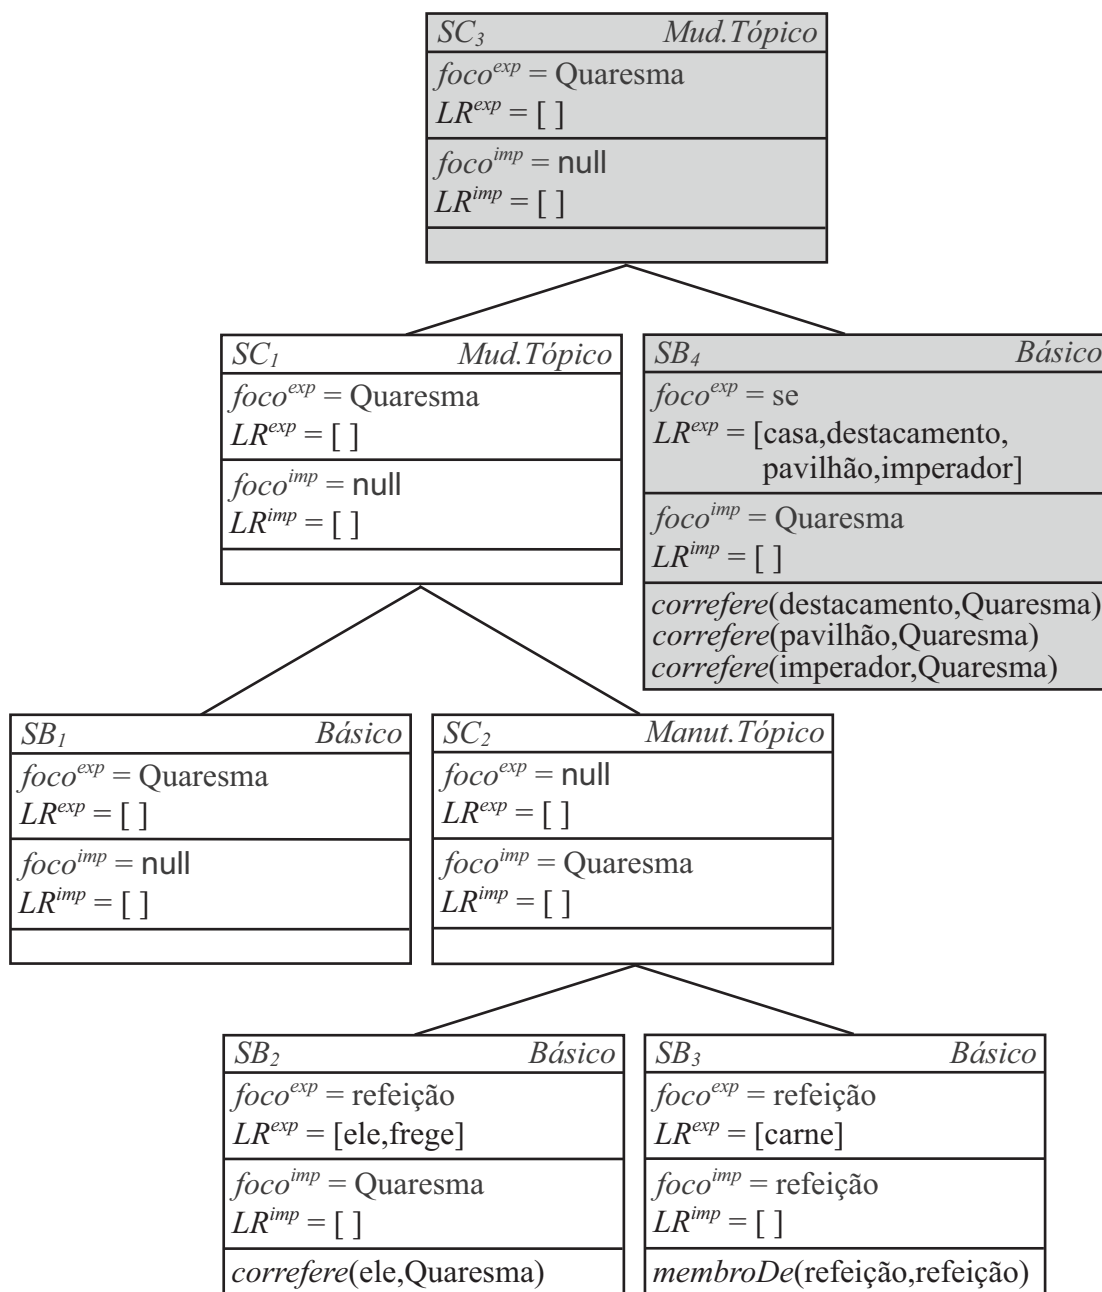 SC3 Mud.Tópico
foco^exp = Quaresma
LR^exp = [ ]
foco^imp = null
LR^imp = [ ]
SC1 Mud.Tópico
foco^exp = Quaresma
LR^exp = [ ]
foco^imp = null
LR^imp = [ ]
SB4 Básico
foco^exp = se
LR^exp = [casa,destacamento,
pavilhão,imperador]
foco^imp = Quaresma
LR^imp = [ ]
correfere(destacamento,Quaresma)
correfere(pavilhão,Quaresma)
correfere(imperador,Quaresma)
SB1 Básico
foco^exp = Quaresma
LR^exp = [ ]
foco^imp = null
LR^imp = [ ]
SC2 Manut.Tópico
foco^exp = null
LR^exp = [ ]
foco^imp = Quaresma
LR^imp = [ ]
SB2 Básico
foco^exp = refeição
LR^exp = [ele,frege]
foco^imp = Quaresma
LR^imp = [ ]
correfere(ele,Quaresma)
SB3 Básico
foco^exp = refeição
LR^exp = [carne]
foco^imp = refeição
LR^imp = [ ]
membroDe(refeição,refeição)